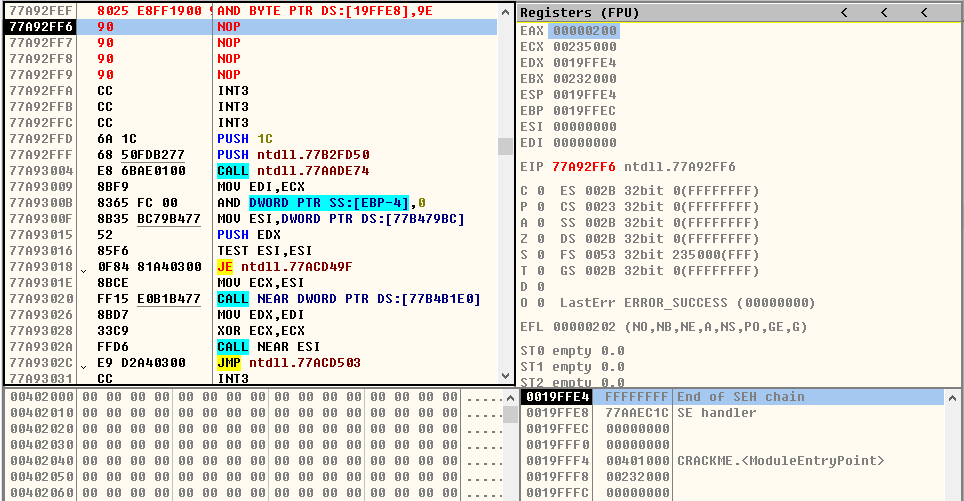 77A92FEF 8025 E8FF1900 9 AND BYTE PTR DS:[19FFE8],9E
77A92FF6 90 NOP
77A92FF7 90 NOP
77A92FF8 90 NOP
77A92FF9 90 NOP
77A92FFA CC INT3
77A92FFB CC INT3
77A92FFC CC INT3
77A92FFD 6A 1C PUSH 1C
77A92FFF 68 50FDB277 PUSH ntdll.77B2FD50
77A93004 E8 6BAE0100 CALL ntdll.77AADE74
77A93009 8BF9 MOV EDI,ECX
77A9300B 8365 FC 00 AND DWORD PTR SS:[EBP-4],0
77A9300F 8B35 BC79B477 MOV ESI,DWORD PTR DS:[77B479BC]
77A93015 52 PUSH EDX
77A93016 85F6 TEST ESI,ESI
77A93018 0F84 81A40300 JE ntdll.77ACD49F
77A9301E 8BCE MOV ECX,ESI
77A93020 FF15 E0B1B477 CALL NEAR DWORD PTR DS:[77B4B1E0]
77A93026 8BD7 MOV EDX,EDI
77A93028 33C9 XOR ECX,ECX
77A9302A FFD6 CALL NEAR ESI
77A9302C E9 D2A40300 JMP ntdll.77ACD503
77A93031 CC INT3
Registers (FPU) < < <
EAX 00000200
ECX 00235000
EDX 0019FFE4
EBX 00232000
ESP 0019FFE4
EBP 0019FFEC
ESI 00000000
EDI 00000000
EIP 77A92FF6 ntdll.77A92FF6
C 0 ES 002B 32bit 0(FFFFFFFF)
P 0 CS 0023 32bit 0(FFFFFFFF)
A 0 SS 002B 32bit 0(FFFFFFFF)
Z 0 DS 002B 32bit 0(FFFFFFFF)
S 0 FS 0053 32bit 235000(FFF)
T 0 GS 002B 32bit 0(FFFFFFFF)
D 0
O 0 LastErr ERROR_SUCCESS (00000000)
EFL 00000202 (NO,NB,NE,A,NS,PO,GE,G)
ST0 empty 0.0
ST1 empty 0.0
ST2 empty 0.0
00402000 00 00 00 00 00 00 00 00 00 00 00 00 00 00 00 00 .....
00402010 00 00 00 00 00 00 00 00 00 00 00 00 00 00 00 00 .....
00402020 00 00 00 00 00 00 00 00 00 00 00 00 00 00 00 00 .....
00402030 00 00 00 00 00 00 00 00 00 00 00 00 00 00 00 00 .....
00402040 00 00 00 00 00 00 00 00 00 00 00 00 00 00 00 00 .....
00402050 00 00 00 00 00 00 00 00 00 00 00 00 00 00 00 00 .....
00402060 00 00 00 00 00 00 00 00 00 00 00 00 00 00 00 00 .....
0019FFE4 FFFFFFFF End of SEH chain
0019FFE8 77AAEC1C SE handler
0019FFEC 00000000
0019FFF0 00000000
0019FFF4 00401000 CRACKME.<ModuleEntryPoint>
0019FFF8 00232000
0019FFFC 00000000